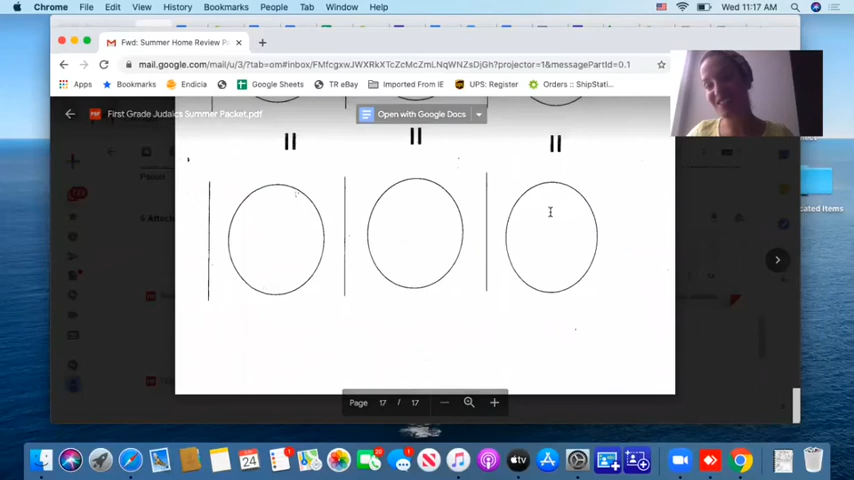 Chrome File Edit View History Bookmarks People Tab Window Help
Wed 11:17 AM
Fwd: Summer Home Review P
mail.google.com/mail/u/3/?tab=om#inbox/FMfcgxwJWXRkXTcZcMcZmLNqWNZsDjGh?projector=1&messagePartId=0.1
Apps Bookmarks Endicia Google Sheets TR eBay Imported From IE UPS: Register Orders :: ShipStati...
First Grade Judaics Summer Packet.pdf
Open with Google Docs
cated Items
Page 17 / 17